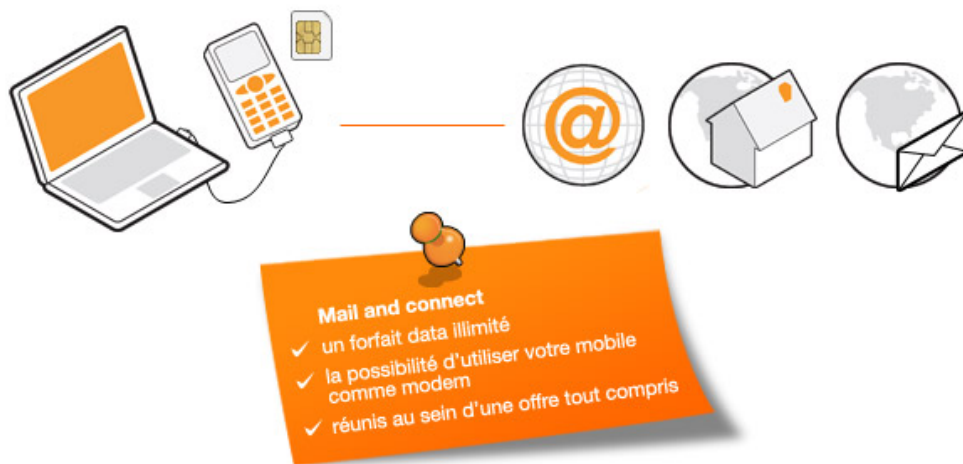 @
Mail and connect
✓ un forfait data illimité
✓ la possibilité d'utiliser votre mobile
comme modem
✓ réunis au sein d'une offre tout compris